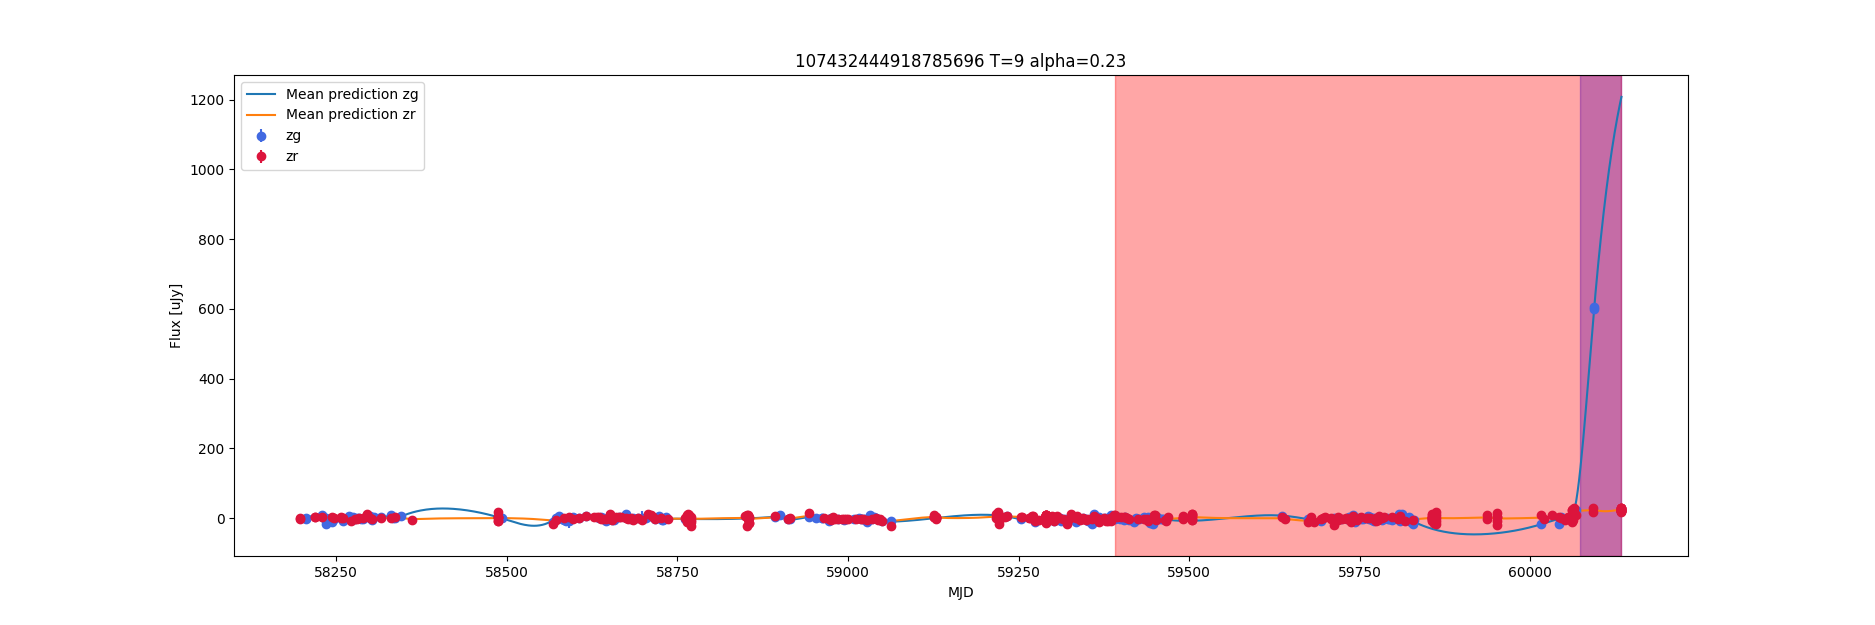 107432444918785696 T=9 alpha=0.23
Mean prediction zg
Mean prediction zr
zg
zr
Flux [uJy]
1200
1000
800
600
400
200
0
58250 58500 58750 59000 59250 59500 59750 60000
MJD